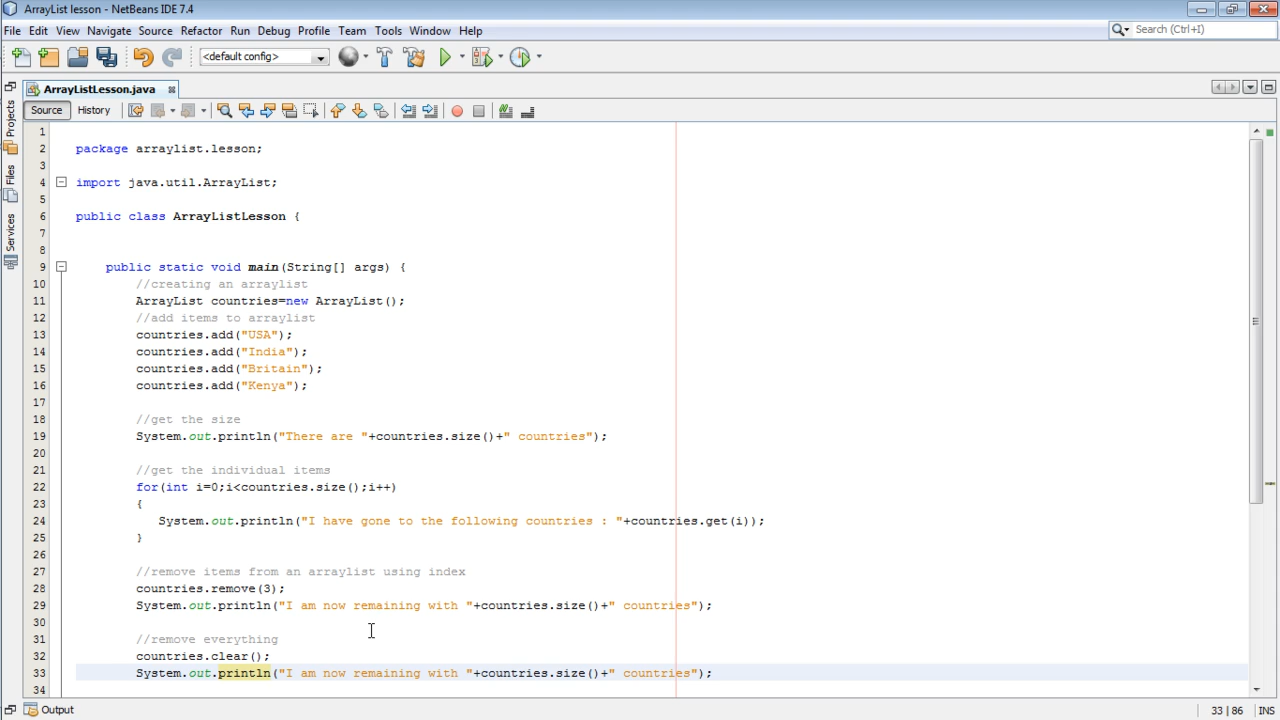 ArrayList lesson - NetBeans IDE 7.4
File Edit View Navigate Source Refactor Run Debug Profile Team Tools Window Help
Search (Ctrl+I)
<default config>
ArrayListLesson.java
Source History
Projects
Files
Services
1
2 package arraylist.lesson;
3
4 import java.util.ArrayList;
5
6 public class ArrayListLesson {
7
8
9 public static void main(String[] args) {
10 //creating an arraylist
11 ArrayList countries=new ArrayList();
12 //add items to arraylist
13 countries.add("USA");
14 countries.add("India");
15 countries.add("Britain");
16 countries.add("Kenya");
17
18 //get the size
19 System.out.println("There are "+countries.size()+" countries");
20
21 //get the individual items
22 for(int i=0;i<countries.size();i++)
23 {
24 System.out.println("I have gone to the following countries : "+countries.get(i));
25 }
26
27 //remove items from an arraylist using index
28 countries.remove(3);
29 System.out.println("I am now remaining with "+countries.size()+" countries");
30
31 //remove everything
32 countries.clear();
33 System.out.println("I am now remaining with "+countries.size()+" countries");
34
Output
33 | 86 INS